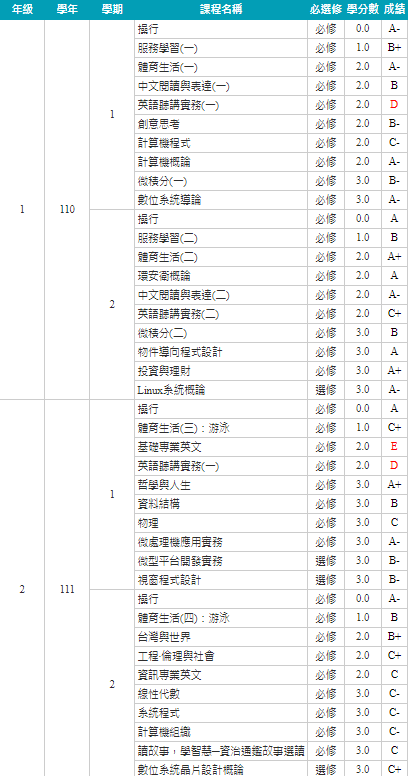 年級 學年 學期 課程名稱 必選修 學分數 成績
1 110 1 操行 必修 0.0 A-
服務學習(一) 必修 1.0 B+
體育生活(一) 必修 2.0 A-
中文閱讀與表達(一) 必修 2.0 B
英語聽講實務(一) 必修 2.0 D
創意思考 必修 2.0 B-
計算機程式 必修 2.0 C-
計算機概論 必修 2.0 A-
微積分(一) 必修 3.0 B-
數位系統導論 必修 3.0 A-
2 操行 必修 0.0 A
服務學習(二) 必修 1.0 B
體育生活(二) 必修 2.0 A+
環安衛概論 必修 2.0 A
中文閱讀與表達(二) 必修 2.0 A-
英語聽講實務(二) 必修 2.0 C+
微積分(二) 必修 3.0 B
物件導向程式設計 必修 3.0 A
投資與理財 必修 3.0 A+
Linux系統概論 選修 3.0 A-
2 111 1 操行 必修 0.0 A
體育生活(三)：游泳 必修 1.0 C+
基礎專業英文 必修 2.0 E
英語聽講實務(一) 必修 2.0 D
哲學與人生 必修 3.0 A+
資料結構 必修 3.0 B
物理 必修 3.0 C
微處理機應用實務 必修 3.0 A-
微型平台開發實務 選修 3.0 B-
視窗程式設計 選修 3.0 B-
2 操行 必修 0.0 A-
體育生活(四)：游泳 必修 1.0 B
台灣與世界 必修 2.0 B+
工程‧倫理與社會 必修 2.0 C+
資訊專業英文 必修 2.0 C
線性代數 必修 3.0 C-
系統程式 必修 3.0 C-
計算機組織 必修 3.0 C-
讀故事，學智慧─資治通鑑故事選讀 必修 3.0 C
數位系統晶片設計概論 選修 3.0 C+